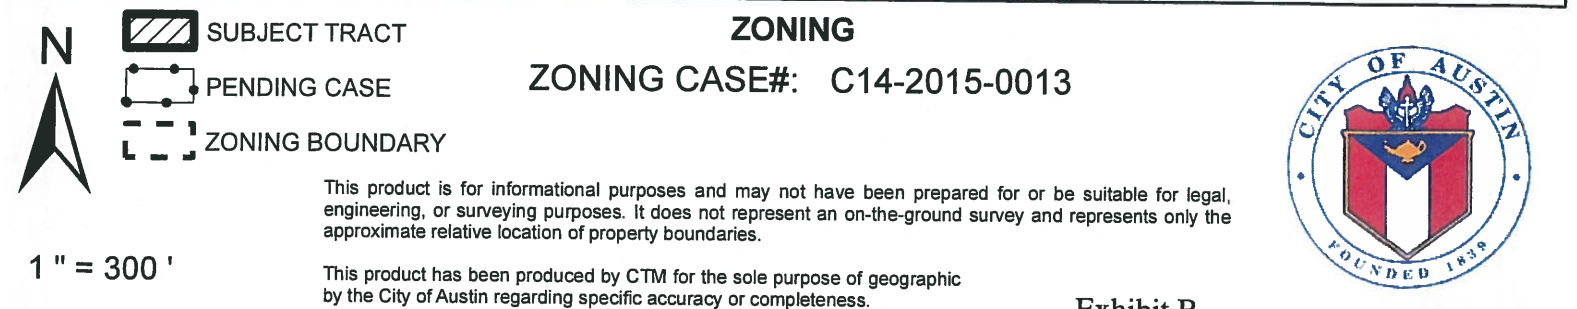 N
SUBJECT TRACT
PENDING CASE
ZONING BOUNDARY
1 " = 300 '
ZONING
ZONING CASE#: C14-2015-0013
This product is for informational purposes and may not have been prepared for or be suitable for legal,
engineering, or surveying purposes. It does not represent an on-the-ground survey and represents only the
approximate relative location of property boundaries.
This product has been produced by CTM for the sole purpose of geographic
by the City of Austin regarding specific accuracy or completeness.
CITY OF AUSTIN
FOUNDED 1839
Exhibit B